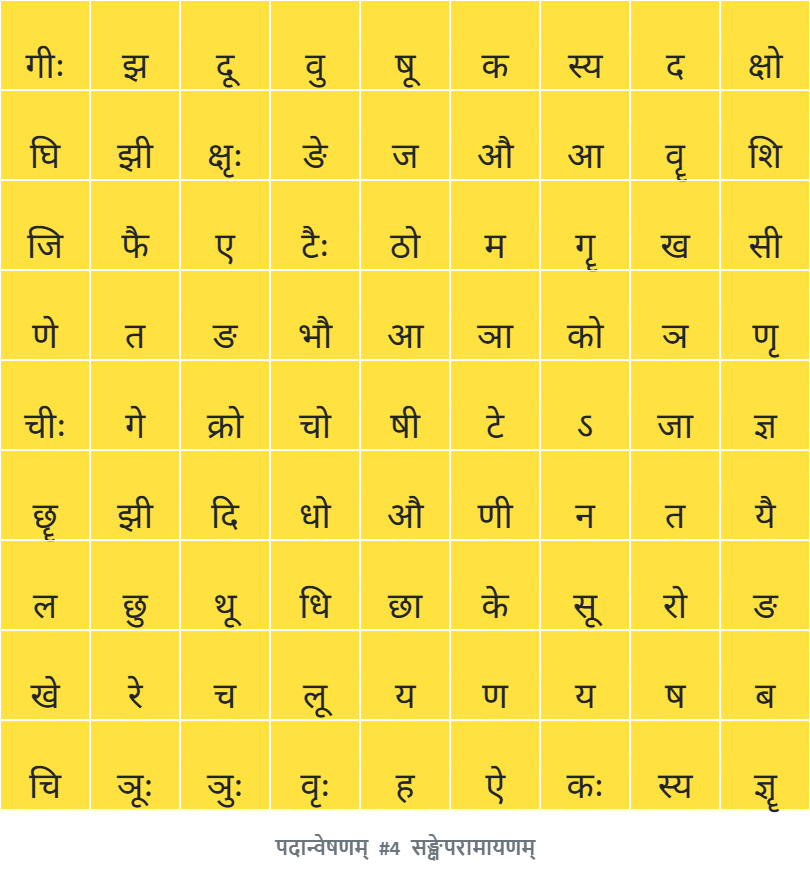 गीः झ दू वु षू क स्य द क्षो
घि झी क्षृः ङे ज औ आ वॄ शि
जि फै ए टैः ठो म गॄ ख सी
णे त ङ भौ आ ञा को ञ णृ
चीः गे क्रो चो षी टे ऽ जा ज्ञ
छॄ झी दि धो औ णी न त यै
ल छु थू धि छा के सू रो ङ
खे रे च लू य ण य ष ब
चि ञूः ञुः वृः ह ऐ कः स्य ज्ञॄ
पदान्वेषणम् #4 सङ्क्षेपरामायणम्